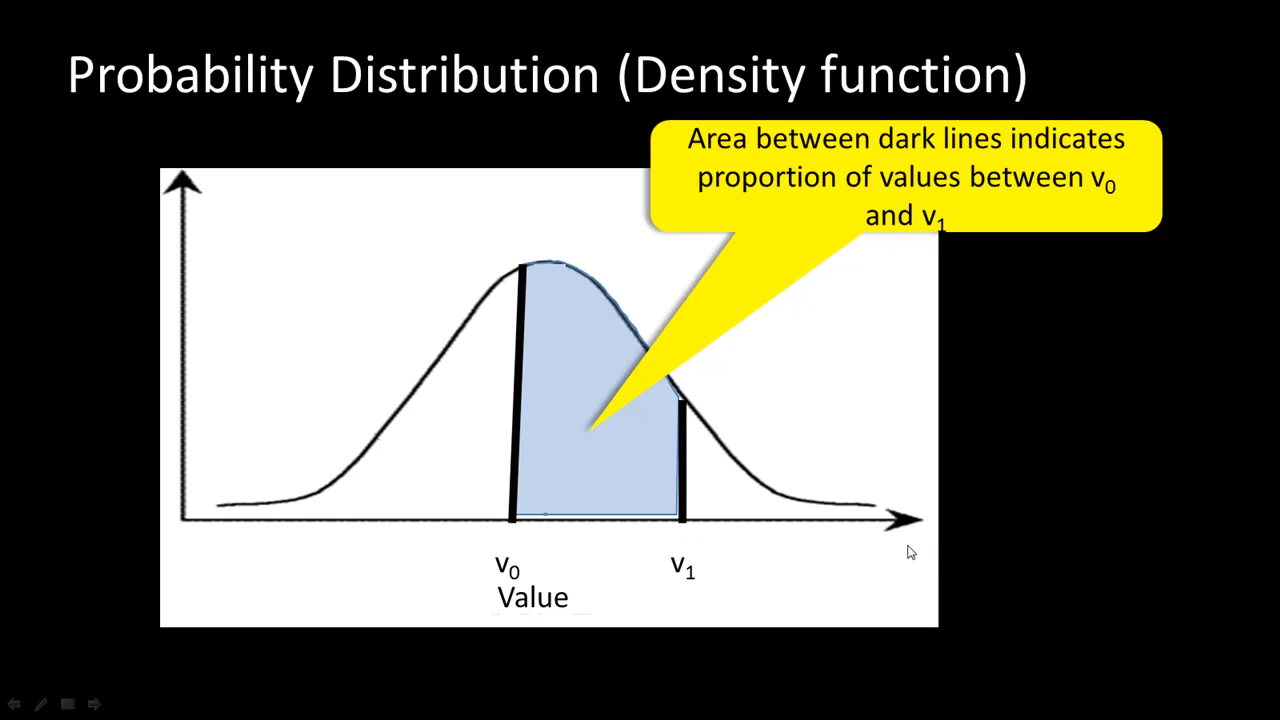 Probability Distribution (Density function)
Area between dark lines indicates
proportion of values between v₀
and v₁
v₀
v₁
Value